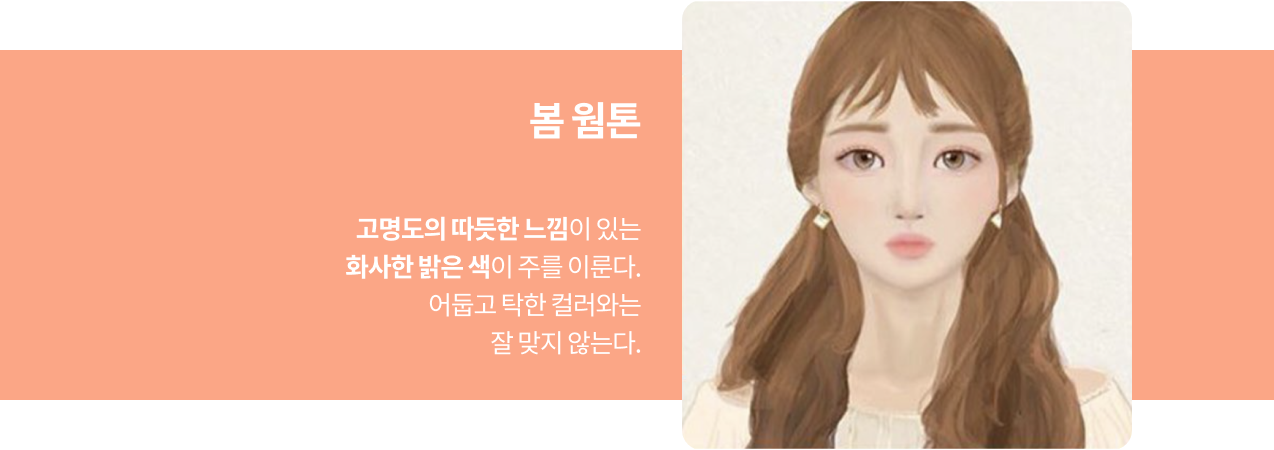 봄 웜톤
고명도의 따듯한 느낌이 있는
화사한 밝은 색이 주를 이룬다.
어둡고 탁한 컬러와는
잘 맞지 않는다.